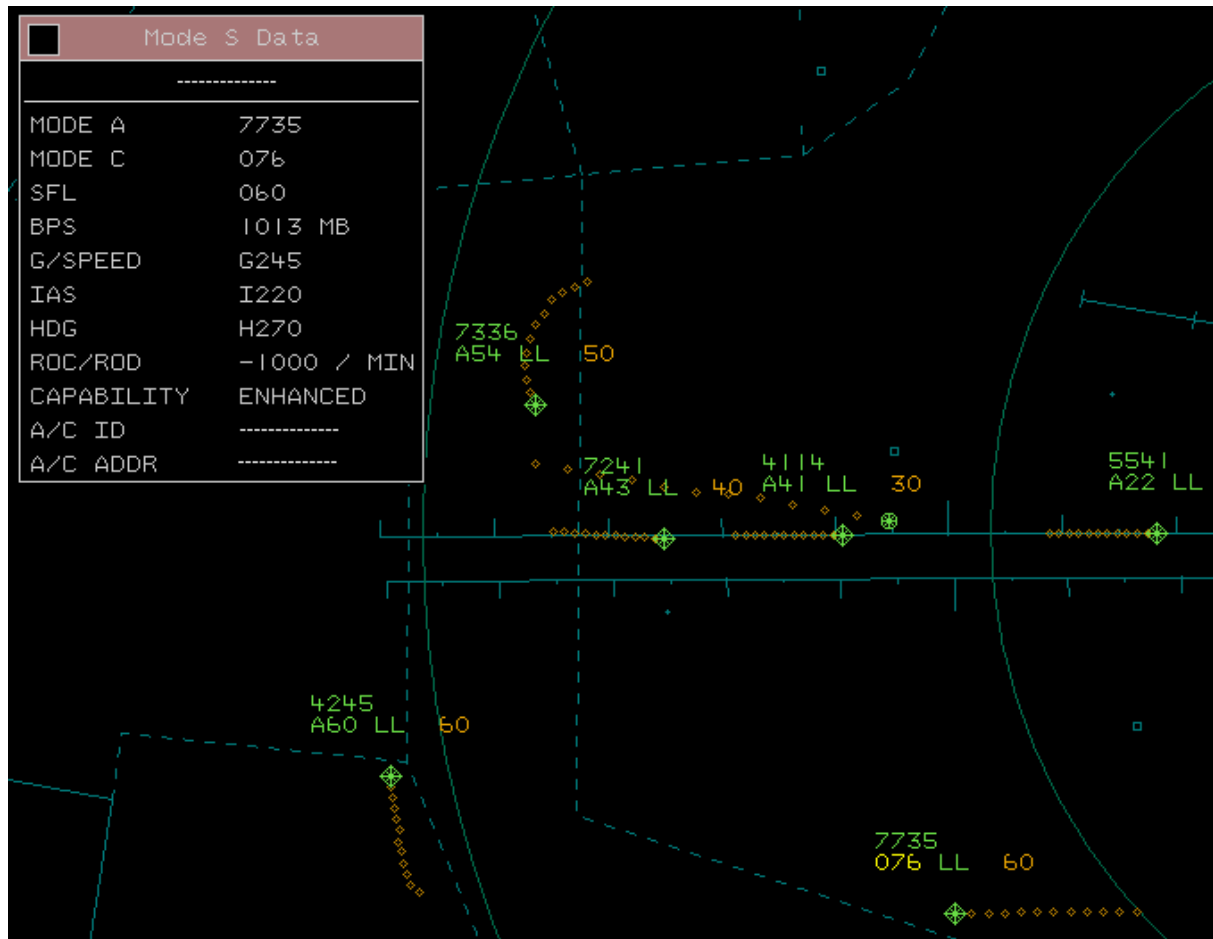 Mode S Data
--------------
MODE A 7735
MODE C 076
SFL 060
BPS 1013 MB
G/SPEED G245
IAS I220
HDG H270
ROC/ROD -1000 / MIN
CAPABILITY ENHANCED
A/C ID --------------
A/C ADDR --------------
7336
A54 LL 50
7241
A43 LL 40
4114
A41 LL 30
5541
A22 LL
4245
A60 LL 60
7735
076 LL 60